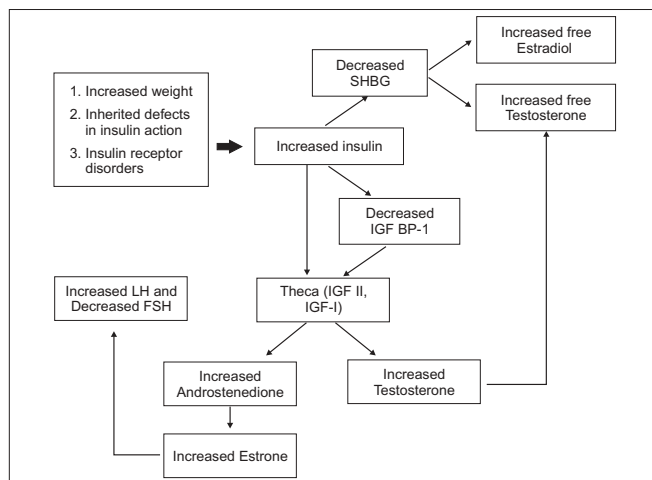 Increased free
Estradiol
Decreased
SHBG
1. Increased weight
2. Inherited defects
in insulin action
3. Insulin receptor
disorders
Increased free
Testosterone
Increased insulin
Decreased
IGF BP-1
Increased LH and
Decreased FSH
Theca (IGF II,
IGF-I)
Increased
Androstenedione
Increased
Testosterone
Increased Estrone